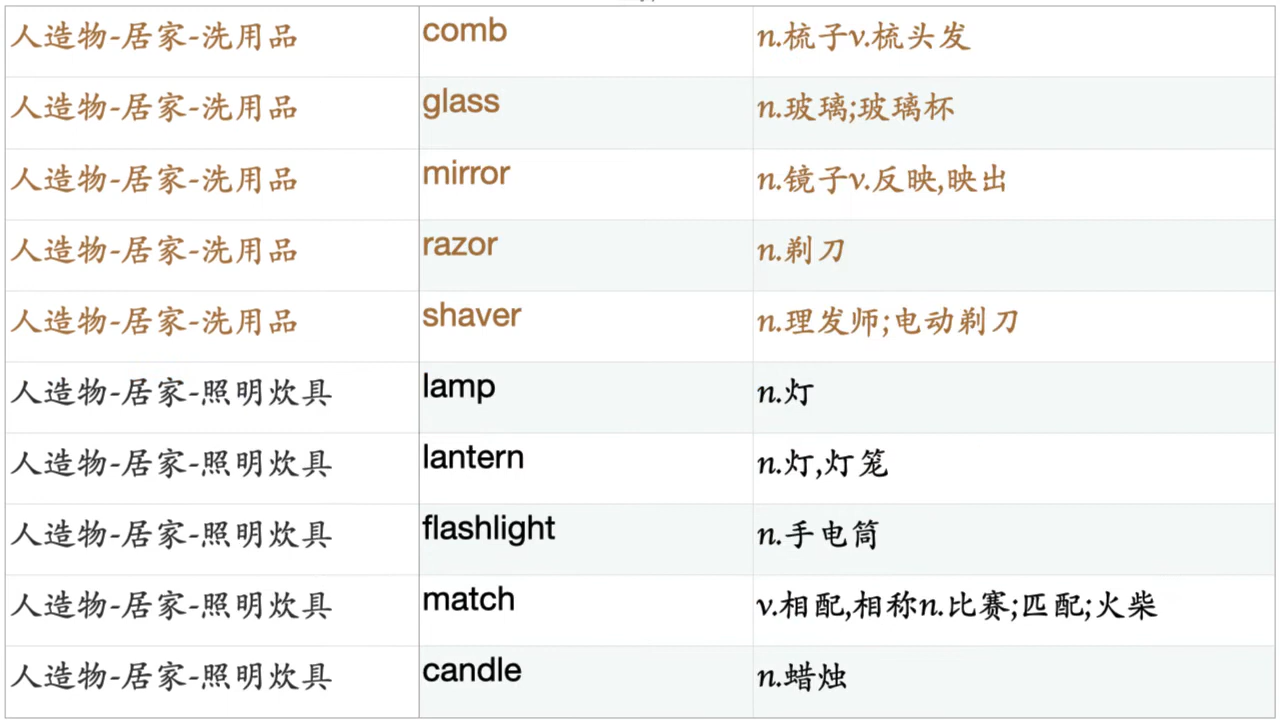 人造物-居家-洗用品 comb n.梳子v.梳头发
人造物-居家-洗用品 glass n.玻璃;玻璃杯
人造物-居家-洗用品 mirror n.镜子v.反映,映出
人造物-居家-洗用品 razor n.剃刀
人造物-居家-洗用品 shaver n.理发师;电动剃刀
人造物-居家-照明炊具 lamp n.灯
人造物-居家-照明炊具 lantern n.灯,灯笼
人造物-居家-照明炊具 flashlight n.手电筒
人造物-居家-照明炊具 match v.相配,相称n.比赛;匹配;火柴
人造物-居家-照明炊具 candle n.蜡烛